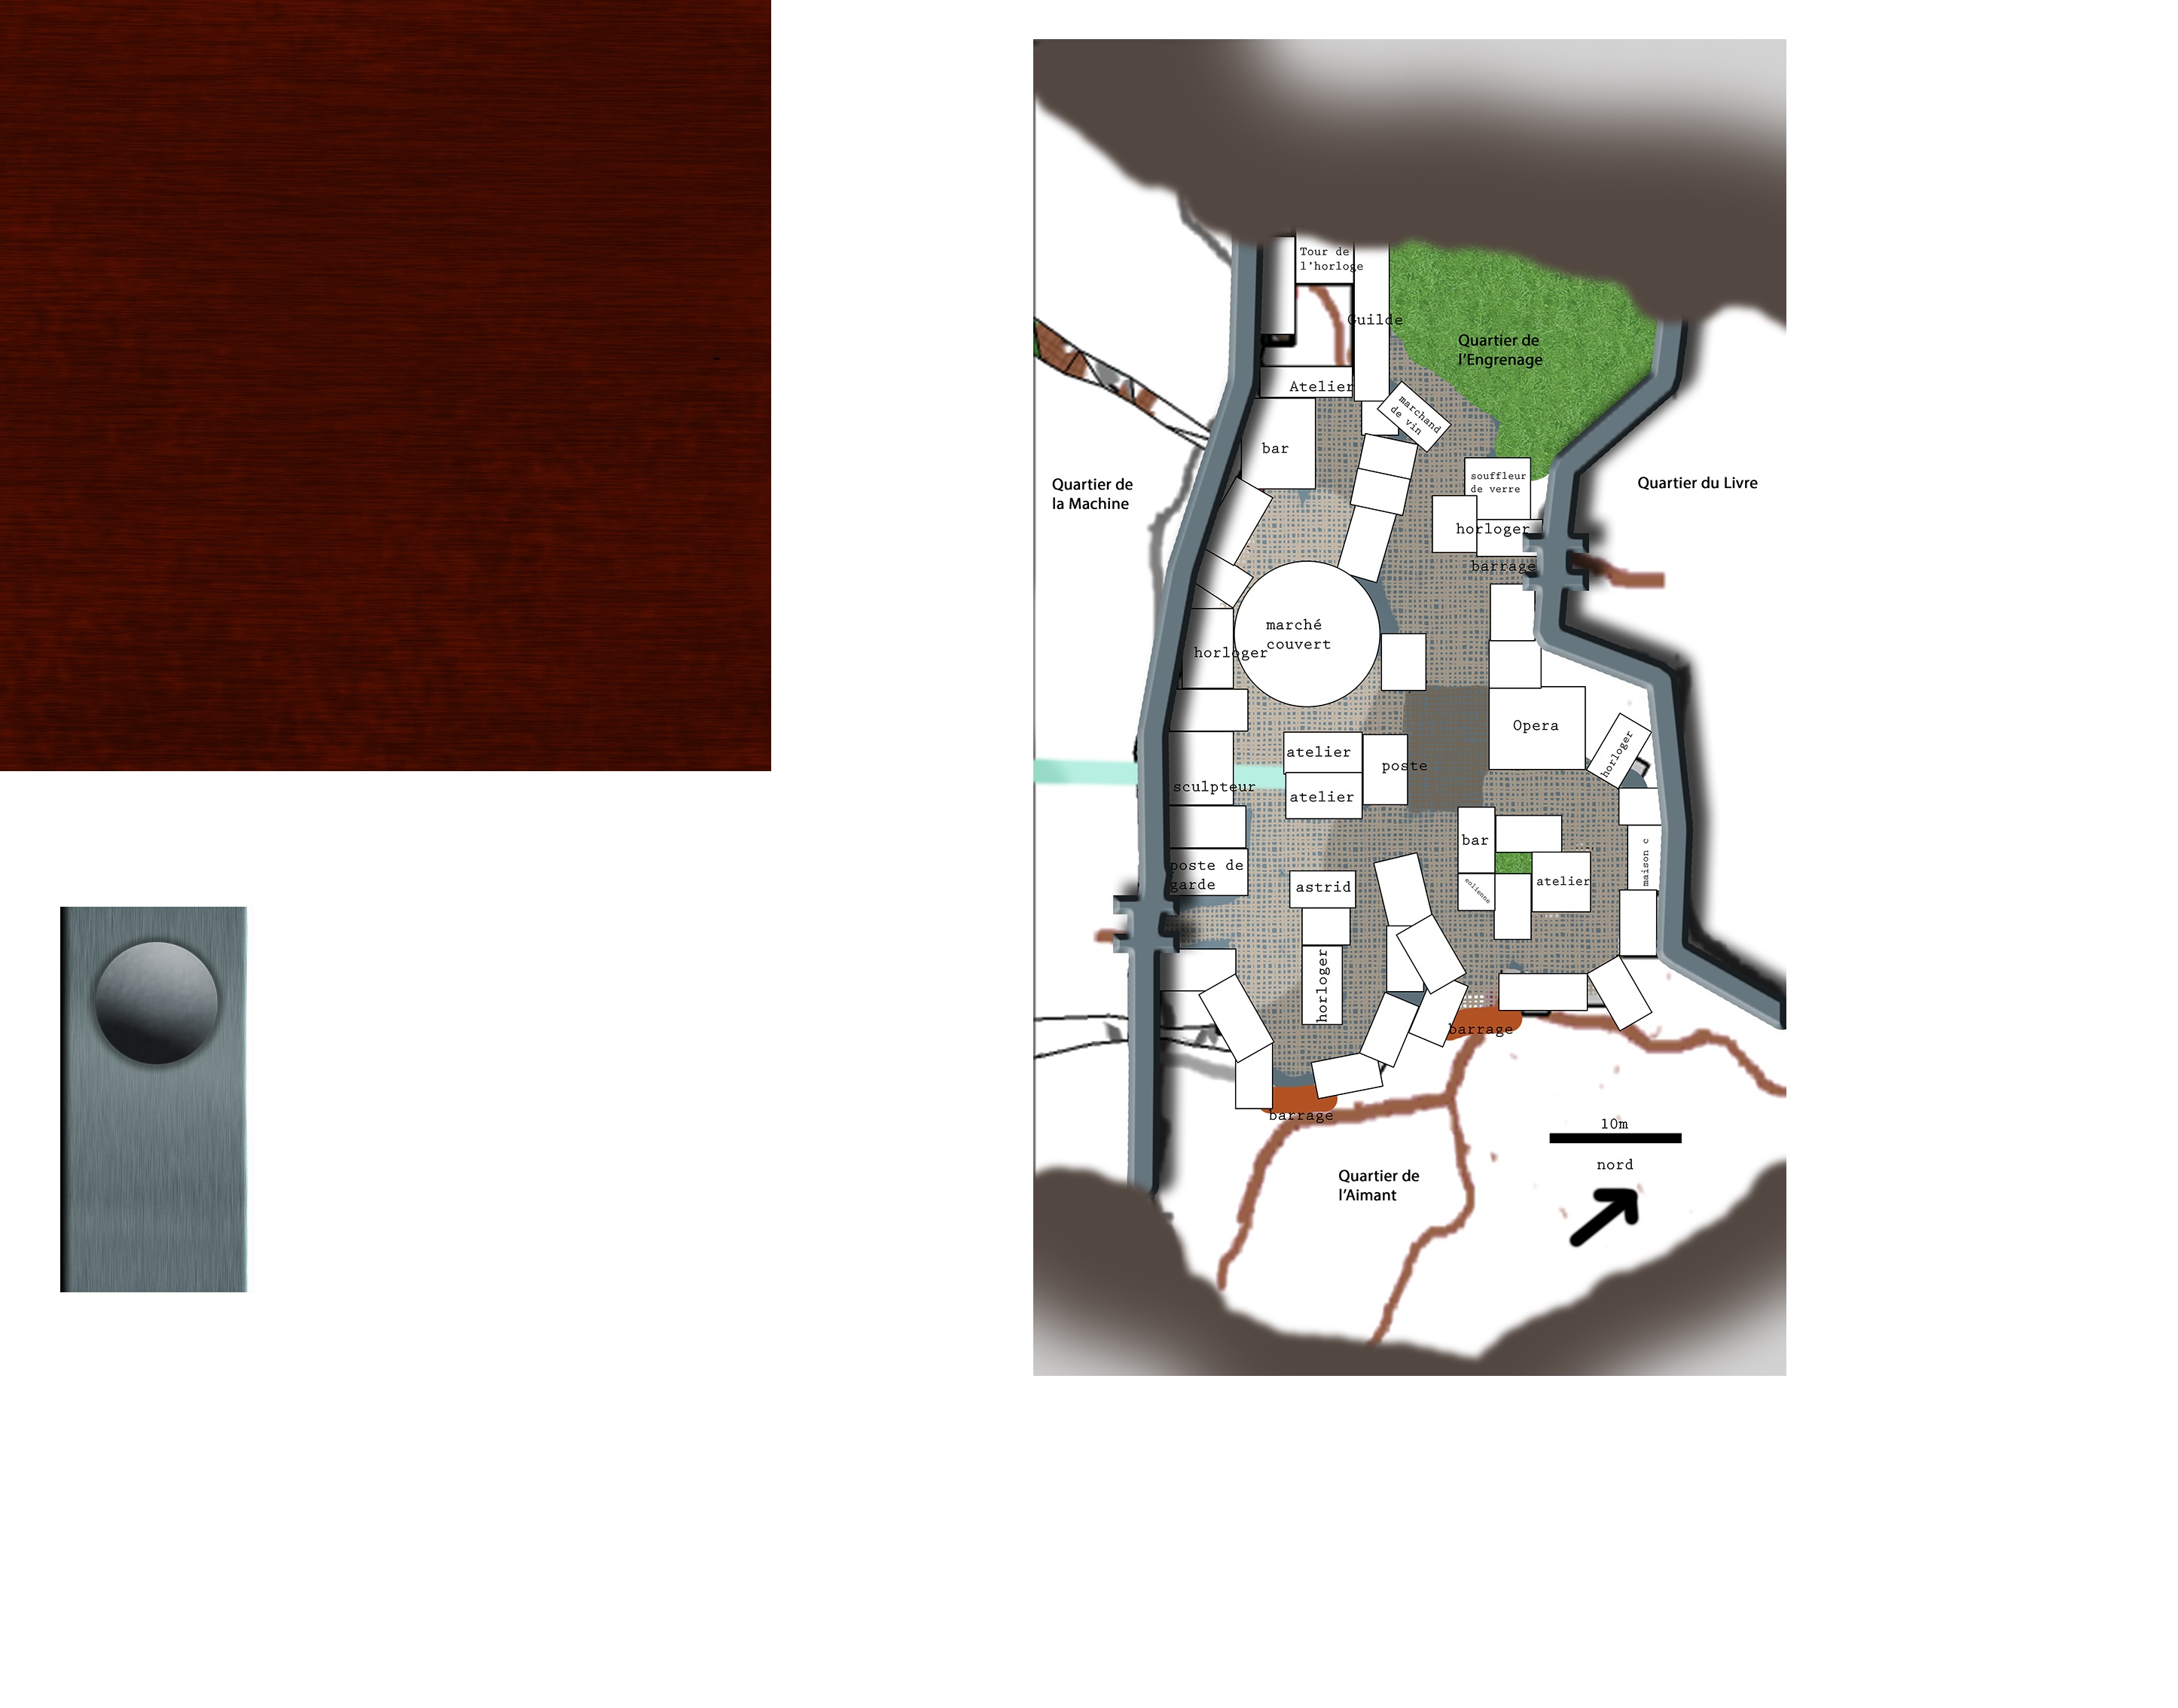 Tour de
l'horloge
Guilde
Quartier de
l'Engrenage
Atelier
marchand
de vin
bar
Quartier de
la Machine
souffleur
de verre
Quartier du Livre
horloger
barrage
marché
couvert
horloger
Opera
horloger
atelier
poste
sculpteur
atelier
bar
maison c
poste de
garde
astrid
eolienne
atelier
horloger
barrage
barrage
10m
nord
Quartier de
l'Aimant